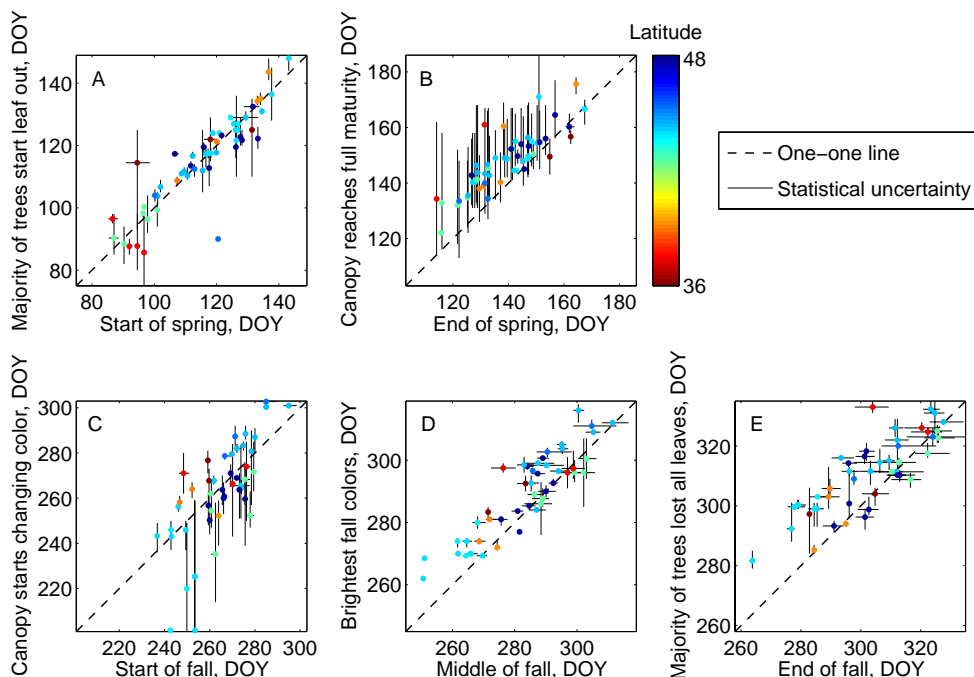 Latitude
A
Majority of trees start leaf out, DOY
140
120
100
80
80 100 120 140
Start of spring, DOY
B
Canopy reaches full maturity, DOY
180
160
140
120
120 140 160 180
End of spring, DOY
48
36
One−one line
Statistical uncertainty
C
Canopy starts changing color, DOY
300
280
260
240
220
220 240 260 280 300
Start of fall, DOY
D
Brightest fall colors, DOY
300
280
260
260 280 300
Middle of fall, DOY
E
Majority of trees lost all leaves, DOY
320
300
280
260
260 280 300 320
End of fall, DOY